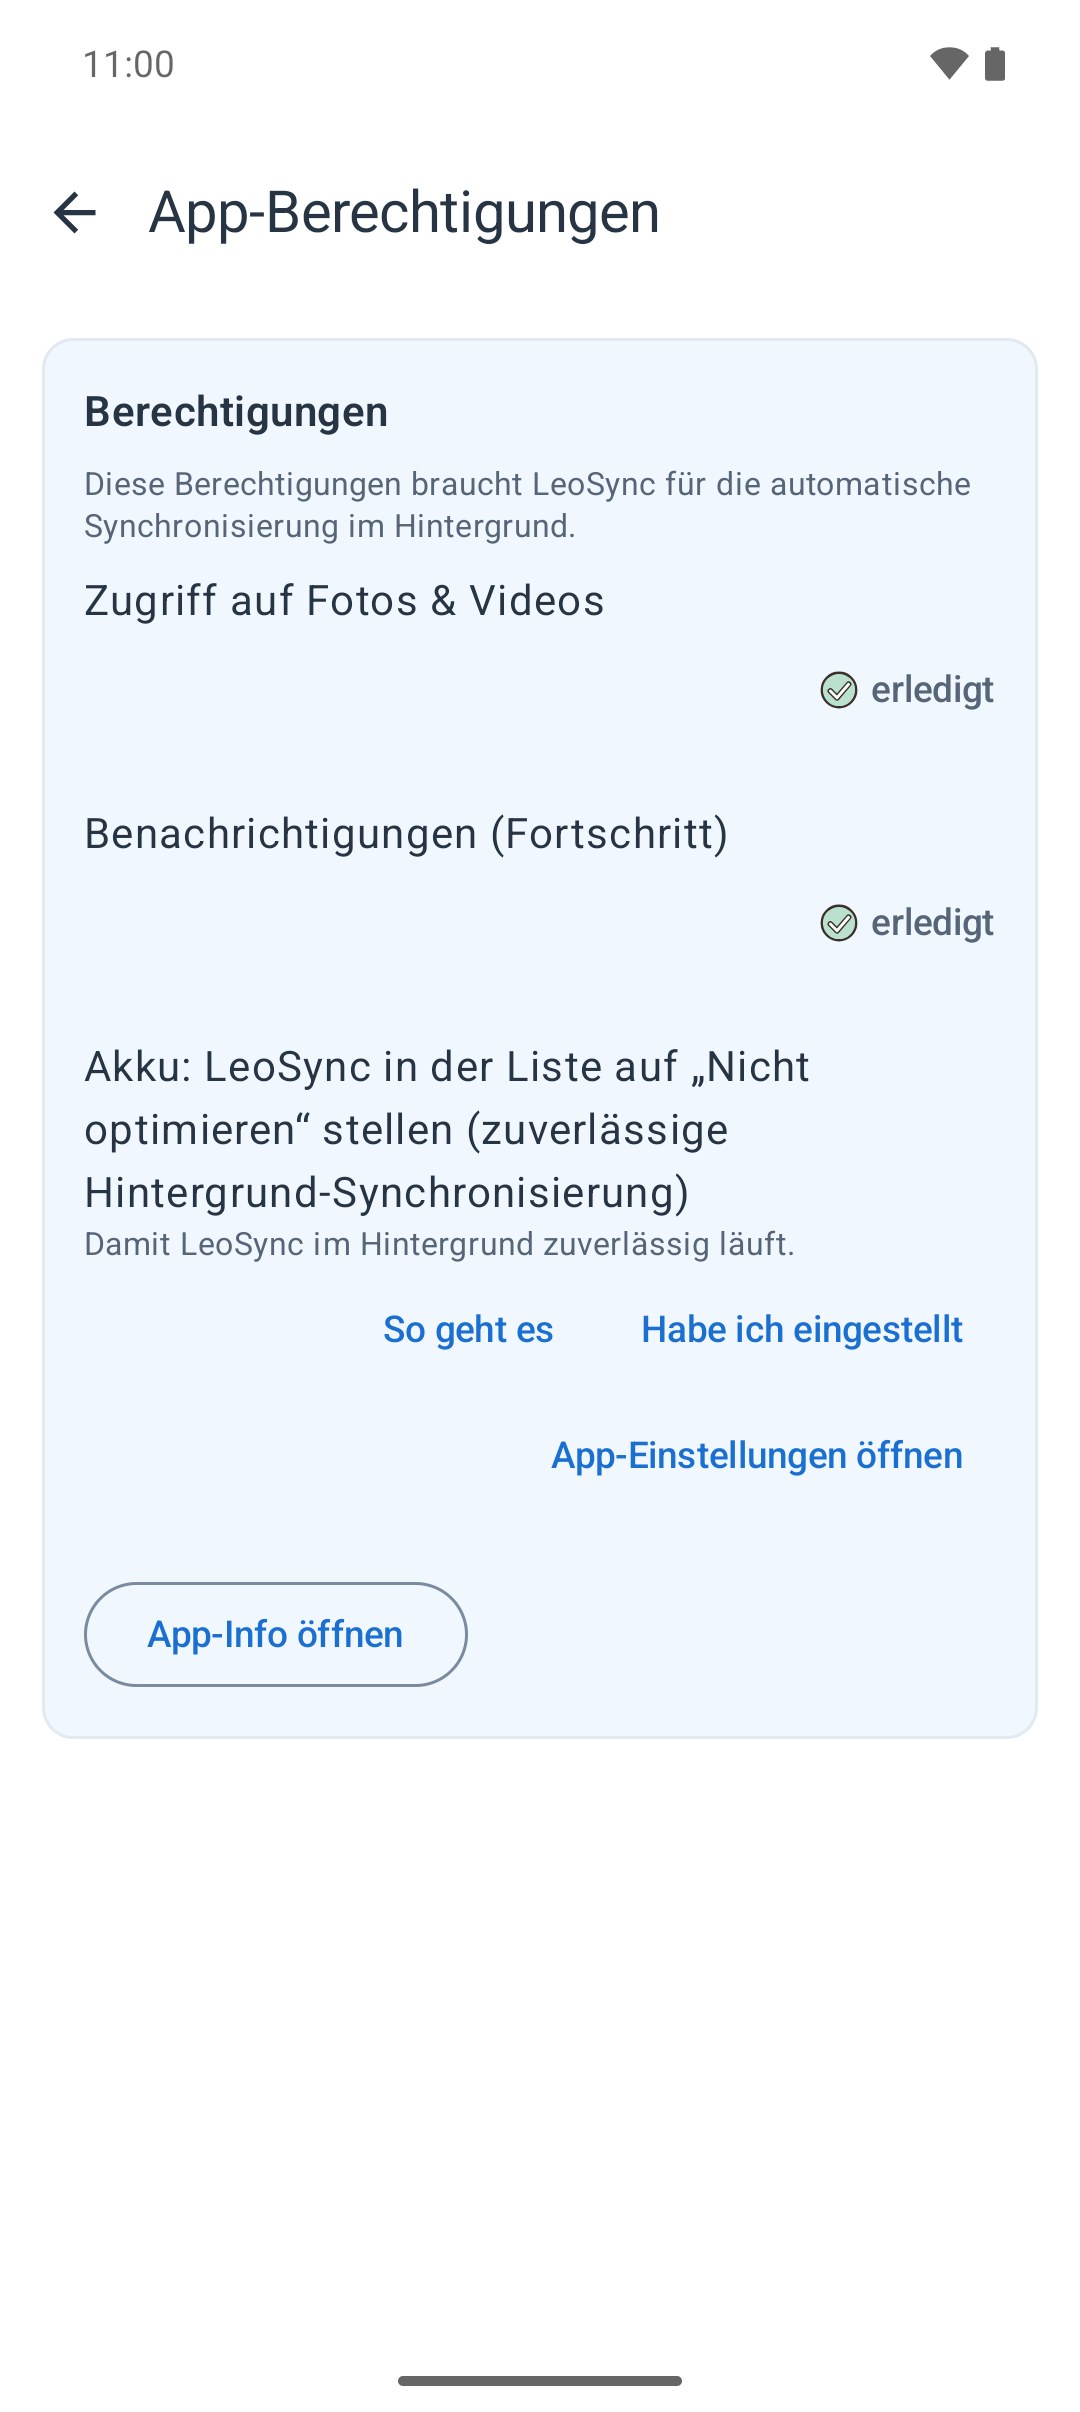 11:00
App-Berechtigungen
Berechtigungen
Diese Berechtigungen braucht LeoSync für die automatische
Synchronisierung im Hintergrund.
Zugriff auf Fotos & Videos
erledigt
Benachrichtigungen (Fortschritt)
erledigt
Akku: LeoSync in der Liste auf „Nicht
optimieren“ stellen (zuverlässige
Hintergrund-Synchronisierung)
Damit LeoSync im Hintergrund zuverlässig läuft.
So geht es Habe ich eingestellt
App-Einstellungen öffnen
App-Info öffnen